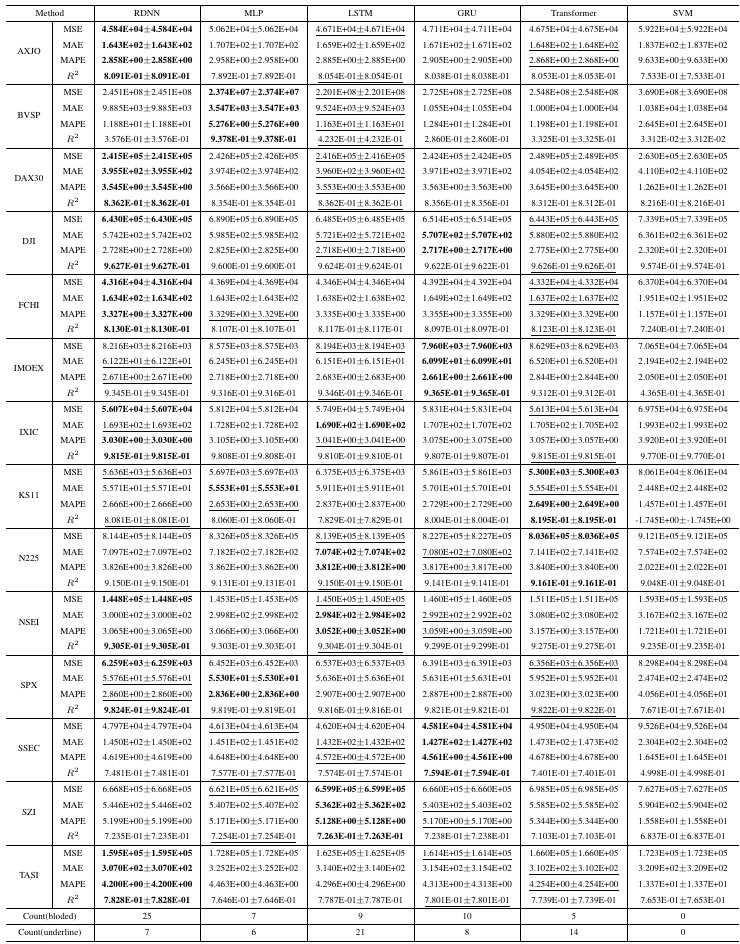 Method RDNN MLP LSTM GRU Transformer SVM
MSE 4.584E+04±4.584E+04 5.062E+04±5.062E+04 4.671E+04±4.671E+04 4.711E+04±4.711E+04 4.675E+04±4.675E+04 5.922E+04±5.922E+04
AXJO MAE 1.643E+02±1.643E+02 1.707E+02±1.707E+02 1.659E+02±1.659E+02 1.671E+02±1.671E+02 1.648E+02±1.648E+02 1.837E+02±1.837E+02
MAPE 2.858E+00±2.858E+00 2.958E+00±2.958E+00 2.885E+00±2.885E+00 2.905E+00±2.905E+00 2.868E+00±2.868E+00 9.633E+00±9.633E+00
R² 8.091E-01±8.091E-01 7.892E-01±7.892E-01 8.054E-01±8.054E-01 8.038E-01±8.038E-01 8.053E-01±8.053E-01 7.533E-01±7.533E-01
MSE 2.451E+08±2.451E+08 2.374E+07±2.374E+07 2.201E+08±2.201E+08 2.725E+08±2.725E+08 2.548E+08±2.548E+08 3.690E+08±3.690E+08
BVSP MAE 9.885E+03±9.885E+03 3.547E+03±3.547E+03 9.524E+03±9.524E+03 1.055E+04±1.055E+04 1.000E+04±1.000E+04 1.038E+04±1.038E+04
MAPE 1.188E+01±1.188E+01 5.276E+00±5.276E+00 1.163E+01±1.163E+01 1.284E+01±1.284E+01 1.198E+01±1.198E+01 2.645E+01±2.645E+01
R² 3.576E-01±3.576E-01 9.378E-01±9.378E-01 4.232E-01±4.232E-01 2.860E-01±2.860E-01 3.325E-01±3.325E-01 3.312E-02±3.312E-02
MSE 2.415E+05±2.415E+05 2.426E+05±2.426E+05 2.416E+05±2.416E+05 2.424E+05±2.424E+05 2.489E+05±2.489E+05 2.630E+05±2.630E+05
DAX30 MAE 3.955E+02±3.955E+02 3.974E+02±3.974E+02 3.960E+02±3.960E+02 3.971E+02±3.971E+02 4.054E+02±4.054E+02 4.110E+02±4.110E+02
MAPE 3.545E+00±3.545E+00 3.566E+00±3.566E+00 3.553E+00±3.553E+00 3.563E+00±3.563E+00 3.645E+00±3.645E+00 1.262E+01±1.262E+01
R² 8.362E-01±8.362E-01 8.354E-01±8.354E-01 8.362E-01±8.362E-01 8.356E-01±8.356E-01 8.312E-01±8.312E-01 8.216E-01±8.216E-01
MSE 6.430E+05±6.430E+05 6.890E+05±6.890E+05 6.485E+05±6.485E+05 6.514E+05±6.514E+05 6.443E+05±6.443E+05 7.339E+05±7.339E+05
DJI MAE 5.742E+02±5.742E+02 5.985E+02±5.985E+02 5.721E+02±5.721E+02 5.707E+02±5.707E+02 5.880E+02±5.880E+02 6.361E+02±6.361E+02
MAPE 2.728E+00±2.728E+00 2.825E+00±2.825E+00 2.718E+00±2.718E+00 2.717E+00±2.717E+00 2.775E+00±2.775E+00 2.320E+01±2.320E+01
R² 9.627E-01±9.627E-01 9.600E-01±9.600E-01 9.624E-01±9.624E-01 9.622E-01±9.622E-01 9.626E-01±9.626E-01 9.574E-01±9.574E-01
MSE 4.316E+04±4.316E+04 4.369E+04±4.369E+04 4.346E+04±4.346E+04 4.392E+04±4.392E+04 4.332E+04±4.332E+04 6.370E+04±6.370E+04
FCHI MAE 1.634E+02±1.634E+02 1.643E+02±1.643E+02 1.638E+02±1.638E+02 1.649E+02±1.649E+02 1.637E+02±1.637E+02 1.951E+02±1.951E+02
MAPE 3.327E+00±3.327E+00 3.329E+00±3.329E+00 3.335E+00±3.335E+00 3.355E+00±3.355E+00 3.329E+00±3.329E+00 1.157E+01±1.157E+01
R² 8.130E-01±8.130E-01 8.107E-01±8.107E-01 8.117E-01±8.117E-01 8.097E-01±8.097E-01 8.123E-01±8.123E-01 7.240E-01±7.240E-01
MSE 8.216E+03±8.216E+03 8.575E+03±8.575E+03 8.194E+03±8.194E+03 7.960E+03±7.960E+03 8.629E+03±8.629E+03 7.065E+04±7.065E+04
IMOEX MAE 6.122E+01±6.122E+01 6.245E+01±6.245E+01 6.151E+01±6.151E+01 6.099E+01±6.099E+01 6.520E+01±6.520E+01 2.194E+02±2.194E+02
MAPE 2.671E+00±2.671E+00 2.718E+00±2.718E+00 2.683E+00±2.683E+00 2.661E+00±2.661E+00 2.844E+00±2.844E+00 2.050E+01±2.050E+01
R² 9.345E-01±9.345E-01 9.316E-01±9.316E-01 9.346E-01±9.346E-01 9.365E-01±9.365E-01 9.312E-01±9.312E-01 4.365E-01±4.365E-01
MSE 5.607E+04±5.607E+04 5.812E+04±5.812E+04 5.749E+04±5.749E+04 5.831E+04±5.831E+04 5.613E+04±5.613E+04 6.975E+04±6.975E+04
IXIC MAE 1.693E+02±1.693E+02 1.728E+02±1.728E+02 1.690E+02±1.690E+02 1.707E+02±1.707E+02 1.705E+02±1.705E+02 1.993E+02±1.993E+02
MAPE 3.030E+00±3.030E+00 3.105E+00±3.105E+00 3.041E+00±3.041E+00 3.075E+00±3.075E+00 3.057E+00±3.057E+00 3.920E+01±3.920E+01
R² 9.815E-01±9.815E-01 9.808E-01±9.808E-01 9.810E-01±9.810E-01 9.807E-01±9.807E-01 9.815E-01±9.815E-01 9.770E-01±9.770E-01
MSE 5.636E+03±5.636E+03 5.697E+03±5.697E+03 6.375E+03±6.375E+03 5.861E+03±5.861E+03 5.300E+03±5.300E+03 8.061E+04±8.061E+04
KS11 MAE 5.571E+01±5.571E+01 5.553E+01±5.553E+01 5.911E+01±5.911E+01 5.701E+01±5.701E+01 5.554E+01±5.554E+01 2.448E+02±2.448E+02
MAPE 2.666E+00±2.666E+00 2.653E+00±2.653E+00 2.837E+00±2.837E+00 2.729E+00±2.729E+00 2.649E+00±2.649E+00 1.457E+01±1.457E+01
R² 8.081E-01±8.081E-01 8.060E-01±8.060E-01 7.829E-01±7.829E-01 8.004E-01±8.004E-01 8.195E-01±8.195E-01 -1.745E+00±-1.745E+00
MSE 8.144E+05±8.144E+05 8.326E+05±8.326E+05 8.139E+05±8.139E+05 8.227E+05±8.227E+05 8.036E+05±8.036E+05 9.121E+05±9.121E+05
N225 MAE 7.097E+02±7.097E+02 7.182E+02±7.182E+02 7.074E+02±7.074E+02 7.080E+02±7.080E+02 7.141E+02±7.141E+02 7.574E+02±7.574E+02
MAPE 3.826E+00±3.826E+00 3.862E+00±3.862E+00 3.812E+00±3.812E+00 3.817E+00±3.817E+00 3.840E+00±3.840E+00 2.022E+01±2.022E+01
R² 9.150E-01±9.150E-01 9.131E-01±9.131E-01 9.150E-01±9.150E-01 9.141E-01±9.141E-01 9.161E-01±9.161E-01 9.048E-01±9.048E-01
MSE 1.448E+05±1.448E+05 1.453E+05±1.453E+05 1.450E+05±1.450E+05 1.460E+05±1.460E+05 1.511E+05±1.511E+05 1.593E+05±1.593E+05
NSEI MAE 3.000E+02±3.000E+02 2.998E+02±2.998E+02 2.984E+02±2.984E+02 2.992E+02±2.992E+02 3.080E+02±3.080E+02 3.167E+02±3.167E+02
MAPE 3.065E+00±3.065E+00 3.066E+00±3.066E+00 3.052E+00±3.052E+00 3.059E+00±3.059E+00 3.157E+00±3.157E+00 1.721E+01±1.721E+01
R² 9.305E-01±9.305E-01 9.303E-01±9.303E-01 9.304E-01±9.304E-01 9.299E-01±9.299E-01 9.275E-01±9.275E-01 9.235E-01±9.235E-01
MSE 6.259E+03±6.259E+03 6.452E+03±6.452E+03 6.537E+03±6.537E+03 6.391E+03±6.391E+03 6.356E+03±6.356E+03 8.298E+04±8.298E+04
SPX MAE 5.576E+01±5.576E+01 5.530E+01±5.530E+01 5.636E+01±5.636E+01 5.631E+01±5.631E+01 5.952E+01±5.952E+01 2.474E+02±2.474E+02
MAPE 2.860E+00±2.860E+00 2.836E+00±2.836E+00 2.907E+00±2.907E+00 2.887E+00±2.887E+00 3.023E+00±3.023E+00 4.056E+01±4.056E+01
R² 9.824E-01±9.824E-01 9.819E-01±9.819E-01 9.816E-01±9.816E-01 9.821E-01±9.821E-01 9.822E-01±9.822E-01 7.671E-01±7.671E-01
MSE 4.797E+04±4.797E+04 4.613E+04±4.613E+04 4.620E+04±4.620E+04 4.581E+04±4.581E+04 4.950E+04±4.950E+04 9.526E+04±9.526E+04
SSEC MAE 1.450E+02±1.450E+02 1.451E+02±1.451E+02 1.432E+02±1.432E+02 1.427E+02±1.427E+02 1.473E+02±1.473E+02 2.304E+02±2.304E+02
MAPE 4.619E+00±4.619E+00 4.648E+00±4.648E+00 4.572E+00±4.572E+00 4.561E+00±4.561E+00 4.678E+00±4.678E+00 1.645E+01±1.645E+01
R² 7.481E-01±7.481E-01 7.577E-01±7.577E-01 7.574E-01±7.574E-01 7.594E-01±7.594E-01 7.401E-01±7.401E-01 4.998E-01±4.998E-01
MSE 6.668E+05±6.668E+05 6.621E+05±6.621E+05 6.599E+05±6.599E+05 6.660E+05±6.660E+05 6.985E+05±6.985E+05 7.627E+05±7.627E+05
SZI MAE 5.446E+02±5.446E+02 5.407E+02±5.407E+02 5.362E+02±5.362E+02 5.403E+02±5.403E+02 5.585E+02±5.585E+02 5.904E+02±5.904E+02
MAPE 5.199E+00±5.199E+00 5.171E+00±5.171E+00 5.128E+00±5.128E+00 5.170E+00±5.170E+00 5.344E+00±5.344E+00 1.558E+01±1.558E+01
R² 7.235E-01±7.235E-01 7.254E-01±7.254E-01 7.263E-01±7.263E-01 7.238E-01±7.238E-01 7.103E-01±7.103E-01 6.837E-01±6.837E-01
MSE 1.595E+05±1.595E+05 1.728E+05±1.728E+05 1.625E+05±1.625E+05 1.614E+05±1.614E+05 1.660E+05±1.660E+05 1.723E+05±1.723E+05
TASI MAE 3.070E+02±3.070E+02 3.252E+02±3.252E+02 3.140E+02±3.140E+02 3.154E+02±3.154E+02 3.102E+02±3.102E+02 3.209E+02±3.209E+02
MAPE 4.200E+00±4.200E+00 4.463E+00±4.463E+00 4.296E+00±4.296E+00 4.313E+00±4.313E+00 4.254E+00±4.254E+00 1.337E+01±1.337E+01
R² 7.828E-01±7.828E-01 7.646E-01±7.646E-01 7.787E-01±7.787E-01 7.801E-01±7.801E-01 7.739E-01±7.739E-01 7.653E-01±7.653E-01
Count(bloded) 25 7 9 10 5 0
Count(underline) 7 6 21 8 14 0